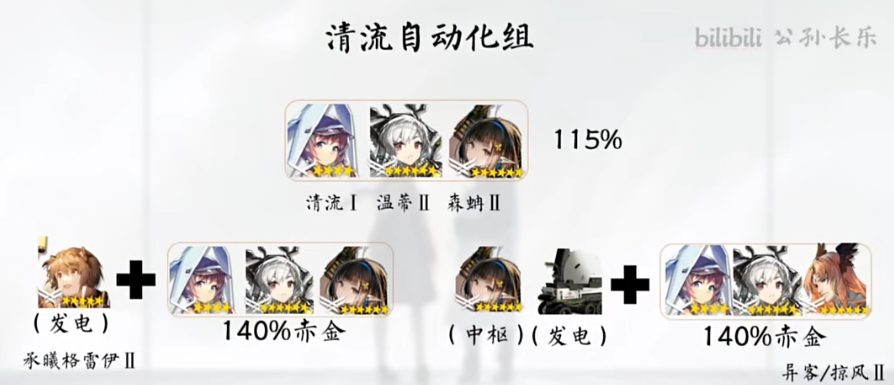 清流自动化组
bilibili 公孙长乐
115%
清流Ⅰ 温蒂Ⅱ 森蚺Ⅱ
(发电)
140%赤金
(中枢)(发电)
140%赤金
承曦格雷伊Ⅱ
异客/掠风Ⅱ